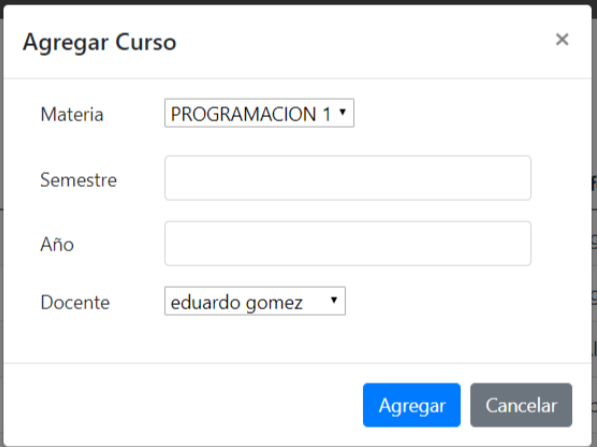 Agregar Curso ×
Materia PROGRAMACION 1
Semestre
Año
Docente eduardo gomez
Agregar Cancelar